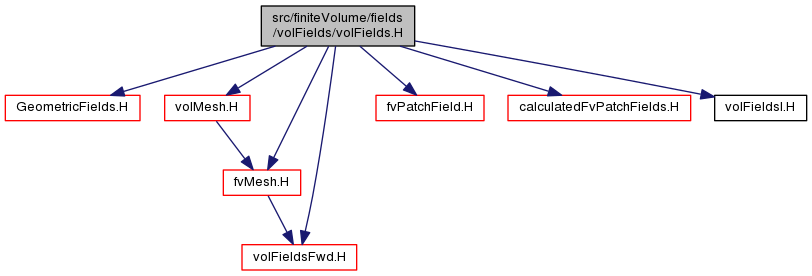 src/finiteVolume/fields
/volFields/volFields.H
GeometricFields.H
volMesh.H
fvPatchField.H
calculatedFvPatchFields.H
volFieldsI.H
fvMesh.H
volFieldsFwd.H